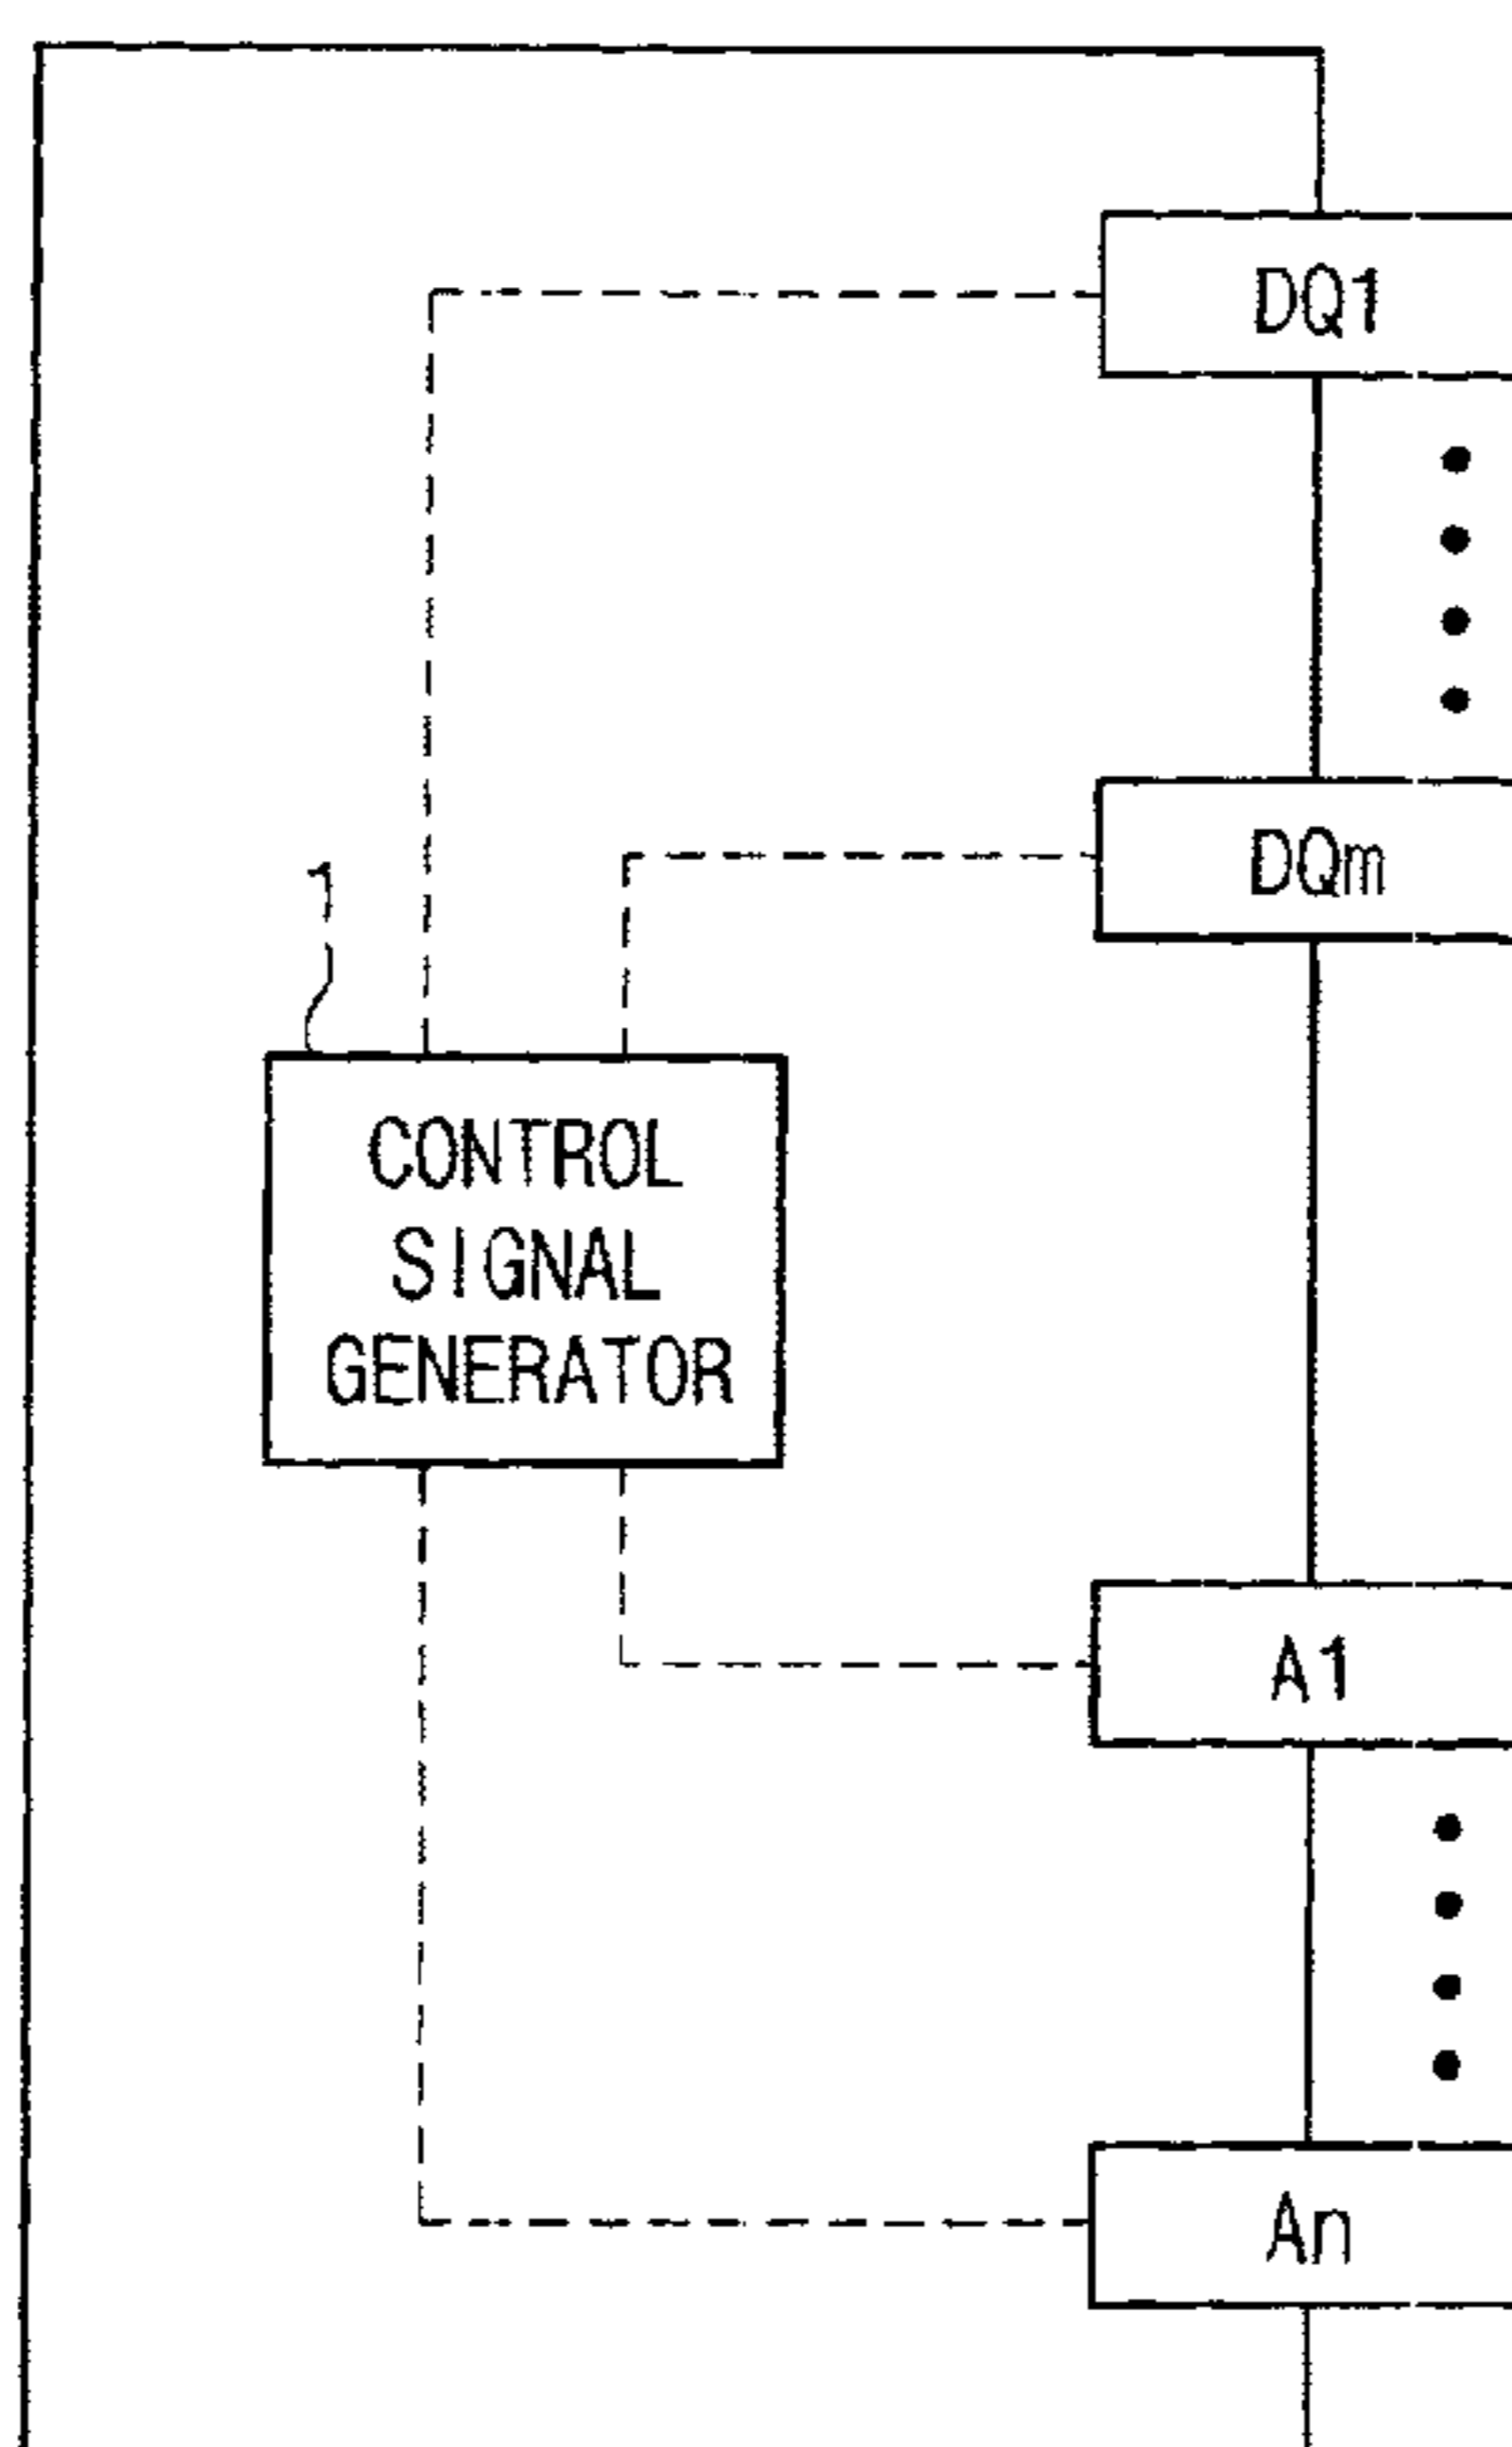 DQ1
DQm
1
CONTROL
SIGNAL
GENERATOR
A1
An